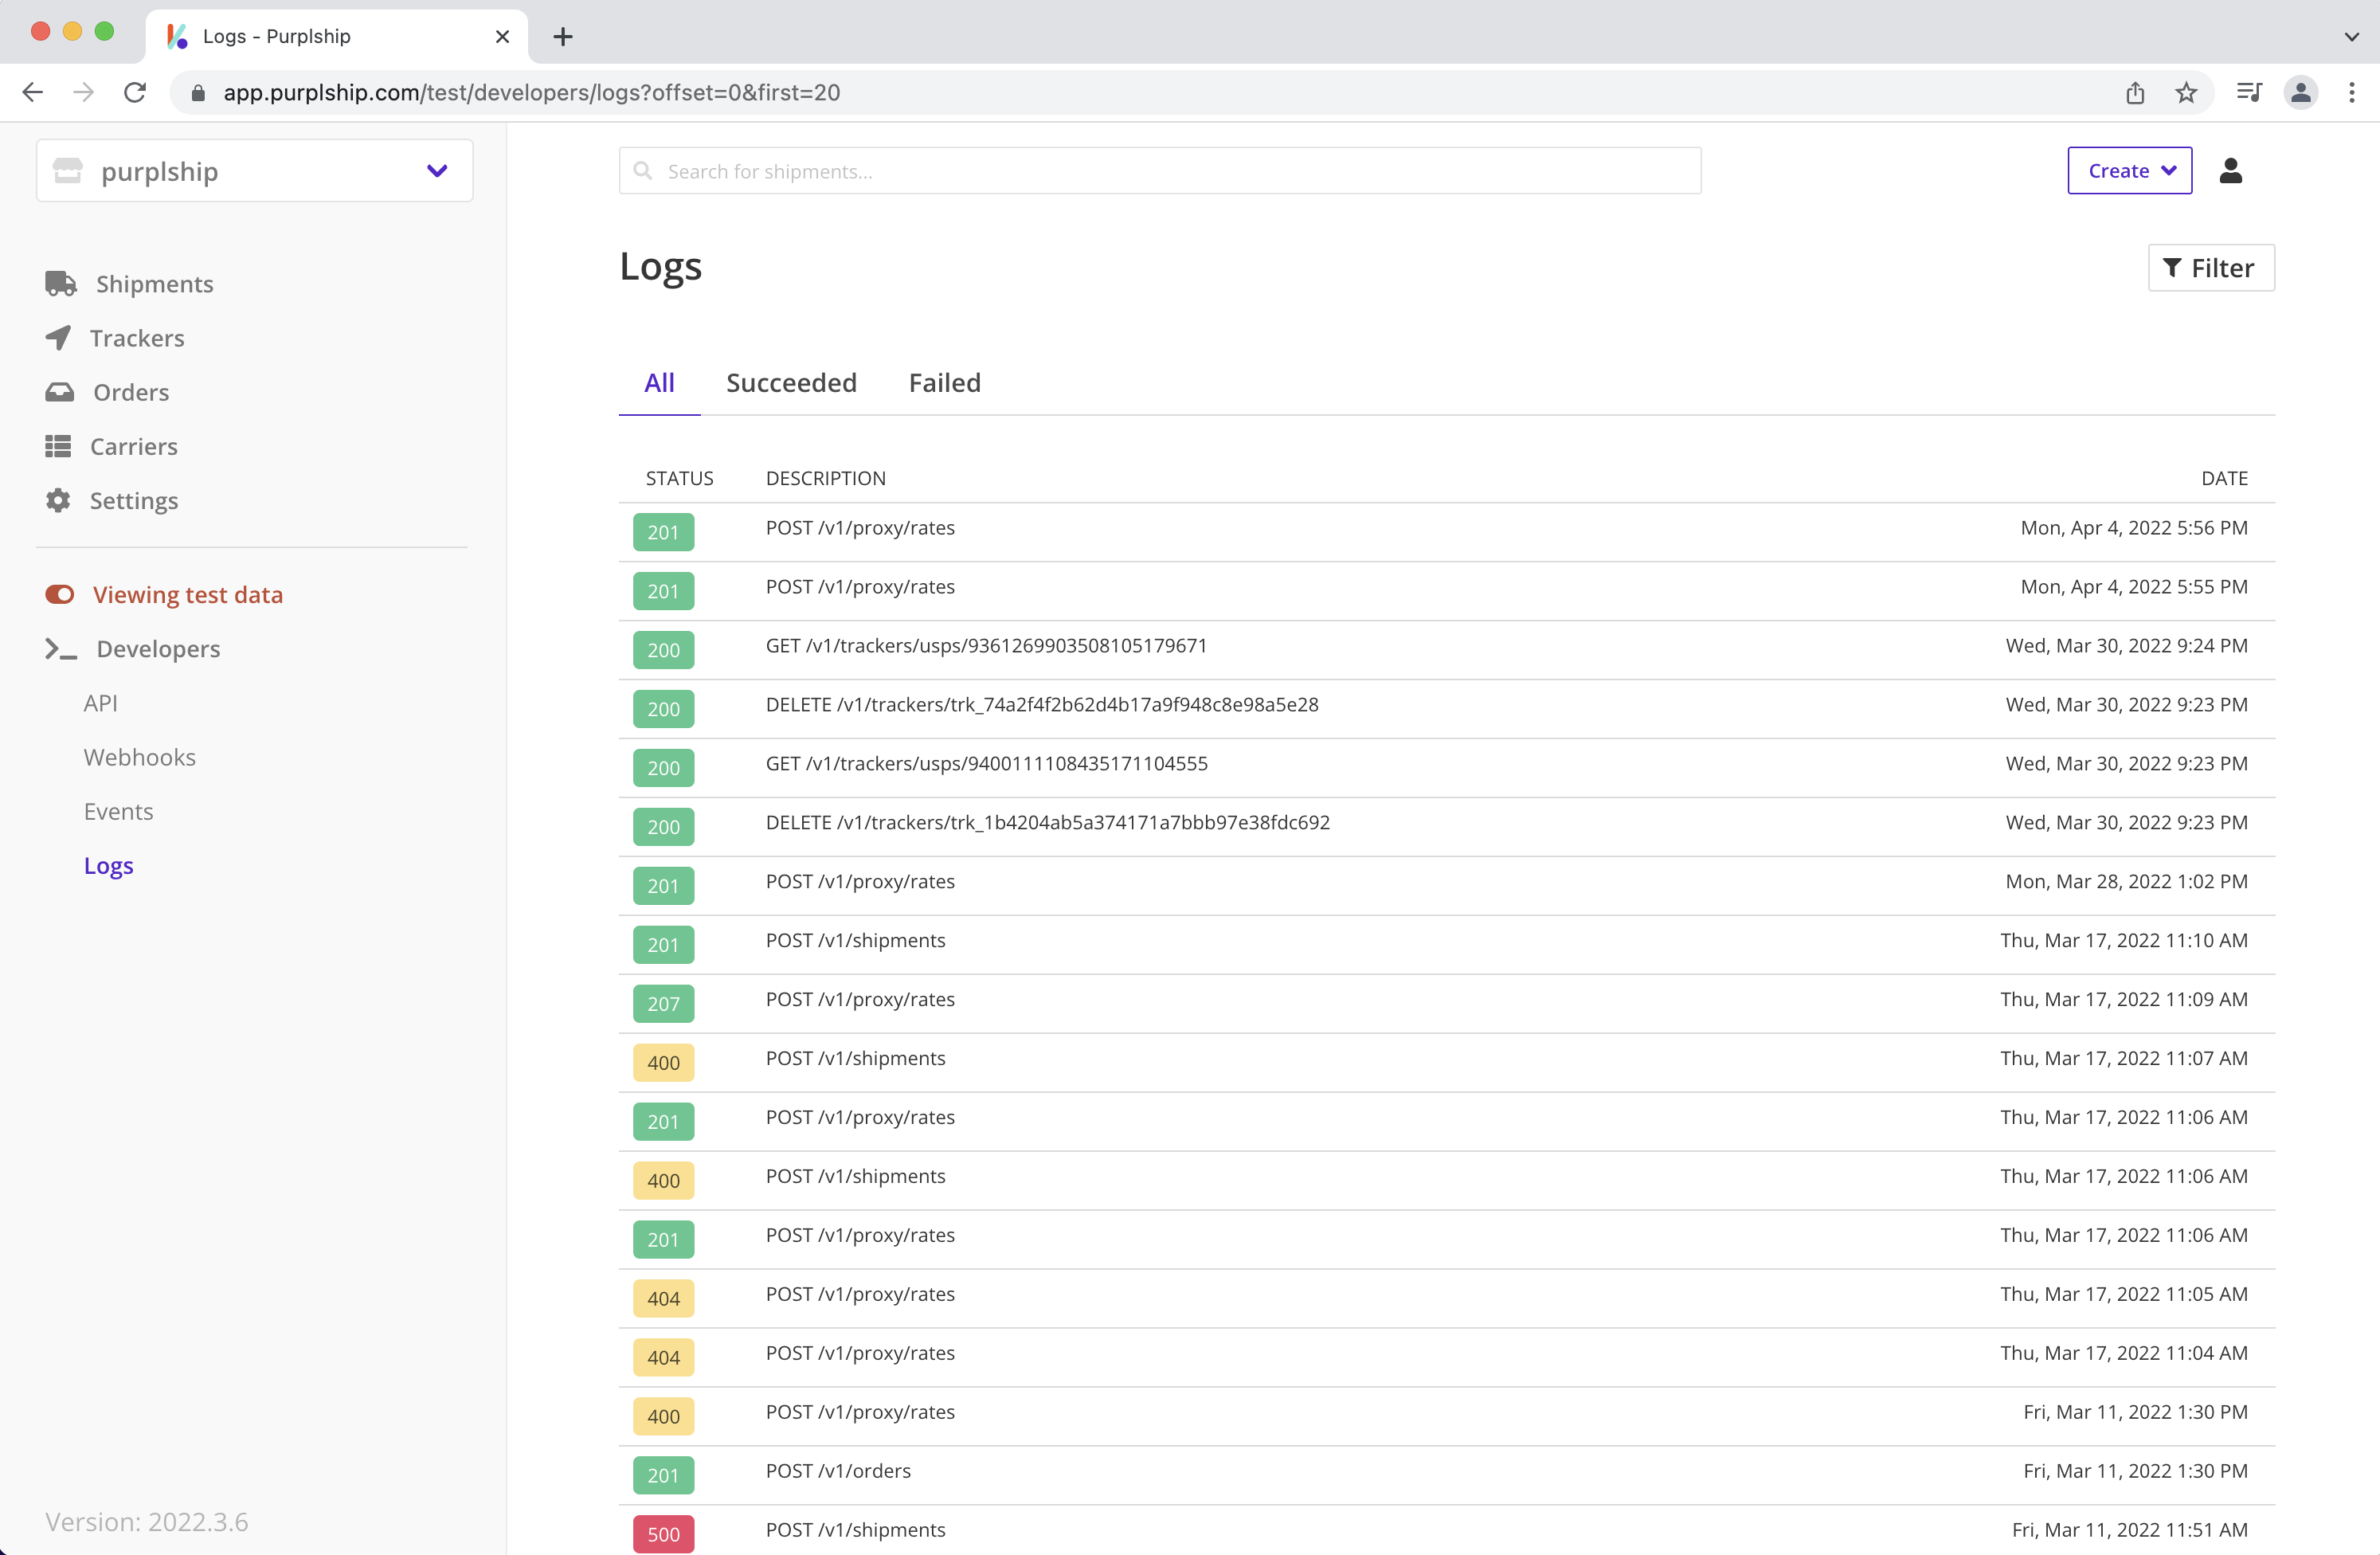 Logs - Purplship
app.purplship.com/test/developers/logs?offset=0&first=20
purplship
Search for shipments...
Create
Shipments
Trackers
Orders
Carriers
Settings
Viewing test data
Developers
API
Webhooks
Events
Logs
Version: 2022.3.6
Logs
Filter
All Succeeded Failed
STATUS DESCRIPTION DATE
201 POST /v1/proxy/rates Mon, Apr 4, 2022 5:56 PM
201 POST /v1/proxy/rates Mon, Apr 4, 2022 5:55 PM
200 GET /v1/trackers/usps/9361269903508105179671 Wed, Mar 30, 2022 9:24 PM
200 DELETE /v1/trackers/trk_74a2f4f2b62d4b17a9f948c8e98a5e28 Wed, Mar 30, 2022 9:23 PM
200 GET /v1/trackers/usps/9400111108435171104555 Wed, Mar 30, 2022 9:23 PM
200 DELETE /v1/trackers/trk_1b4204ab5a374171a7bbb97e38fdc692 Wed, Mar 30, 2022 9:23 PM
201 POST /v1/proxy/rates Mon, Mar 28, 2022 1:02 PM
201 POST /v1/shipments Thu, Mar 17, 2022 11:10 AM
207 POST /v1/proxy/rates Thu, Mar 17, 2022 11:09 AM
400 POST /v1/shipments Thu, Mar 17, 2022 11:07 AM
201 POST /v1/proxy/rates Thu, Mar 17, 2022 11:06 AM
400 POST /v1/shipments Thu, Mar 17, 2022 11:06 AM
201 POST /v1/proxy/rates Thu, Mar 17, 2022 11:06 AM
404 POST /v1/proxy/rates Thu, Mar 17, 2022 11:05 AM
404 POST /v1/proxy/rates Thu, Mar 17, 2022 11:04 AM
400 POST /v1/proxy/rates Fri, Mar 11, 2022 1:30 PM
201 POST /v1/orders Fri, Mar 11, 2022 1:30 PM
500 POST /v1/shipments Fri, Mar 11, 2022 11:51 AM